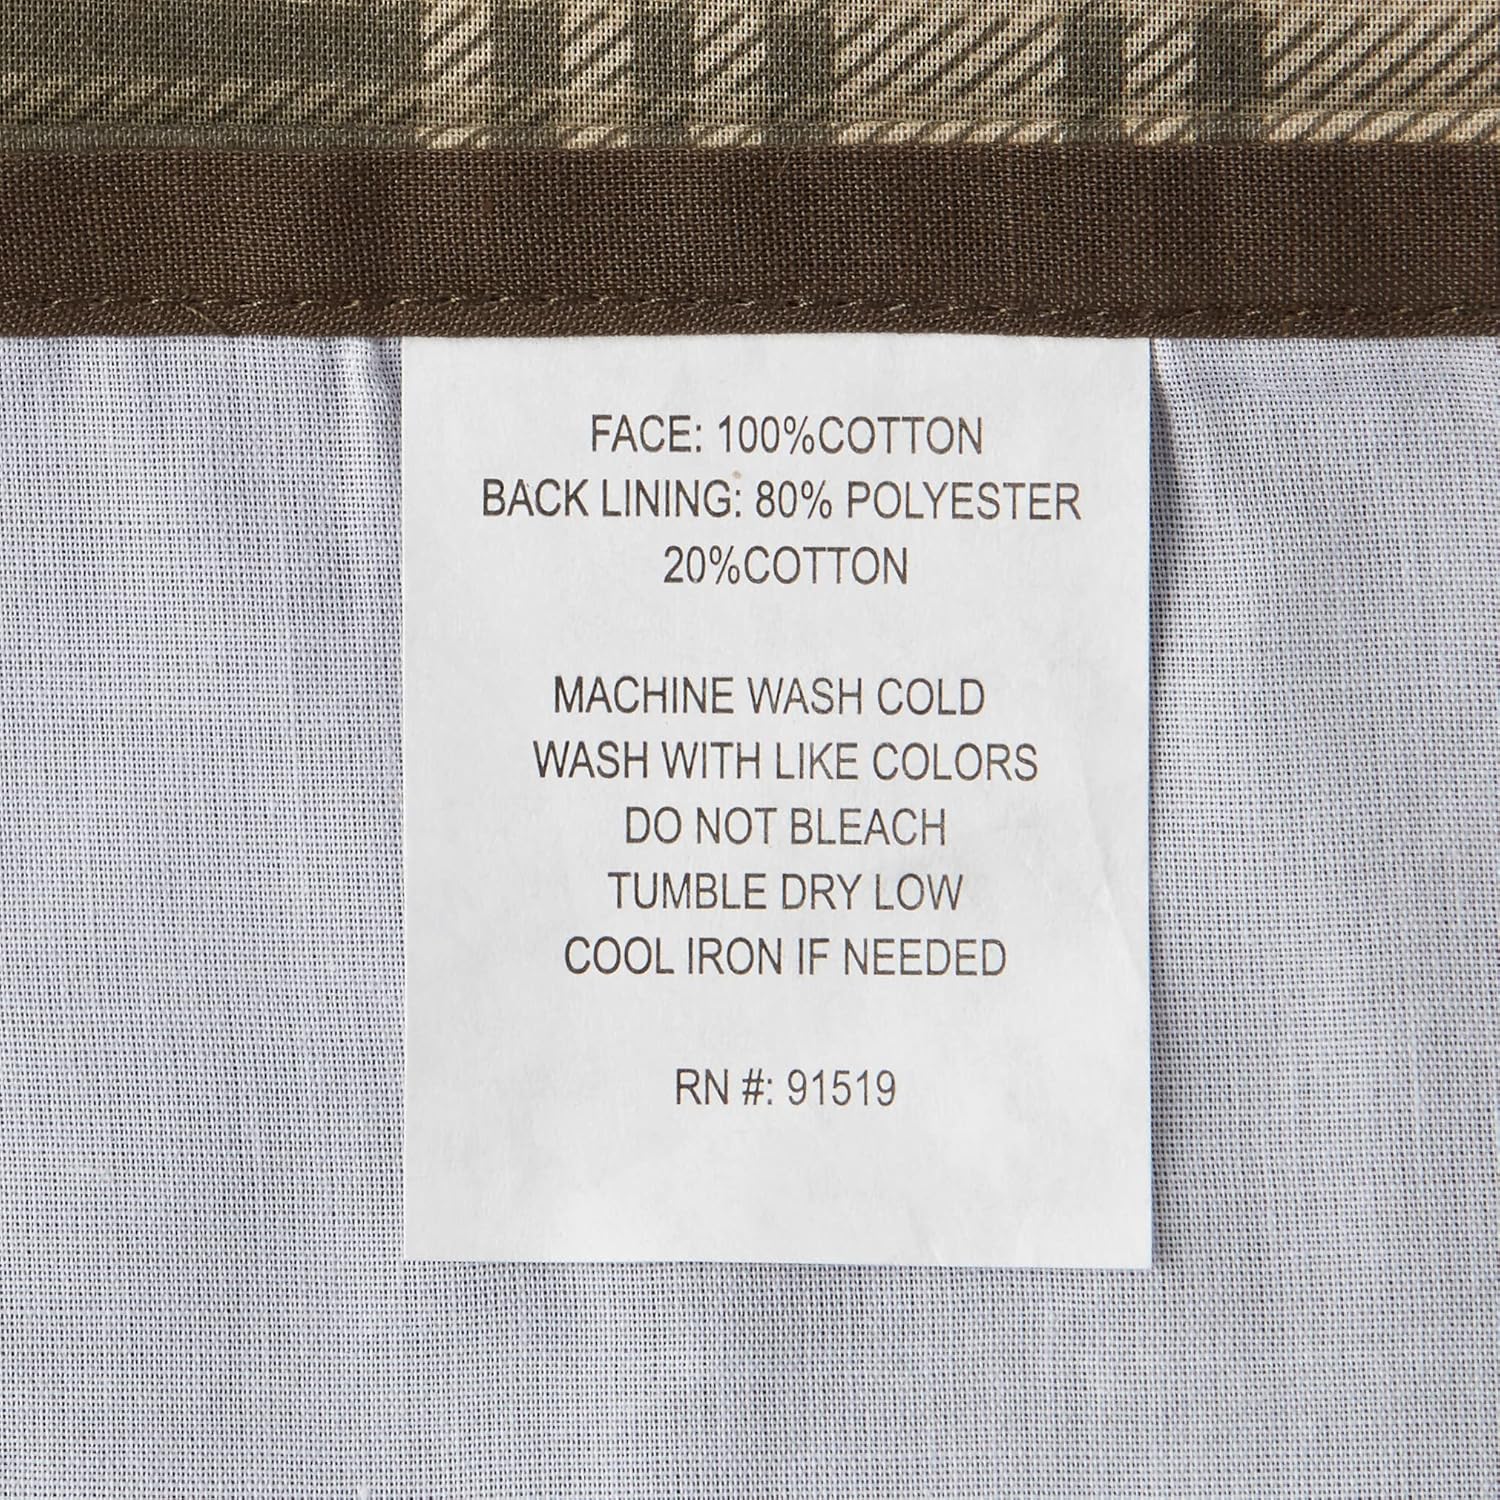 FACE: 100%COTTON
BACK LINING: 80% POLYESTER
20%COTTON
MACHINE WASH COLD
WASH WITH LIKE COLORS
DO NOT BLEACH
TUMBLE DRY LOW
COOL IRON IF NEEDED
RN #: 91519